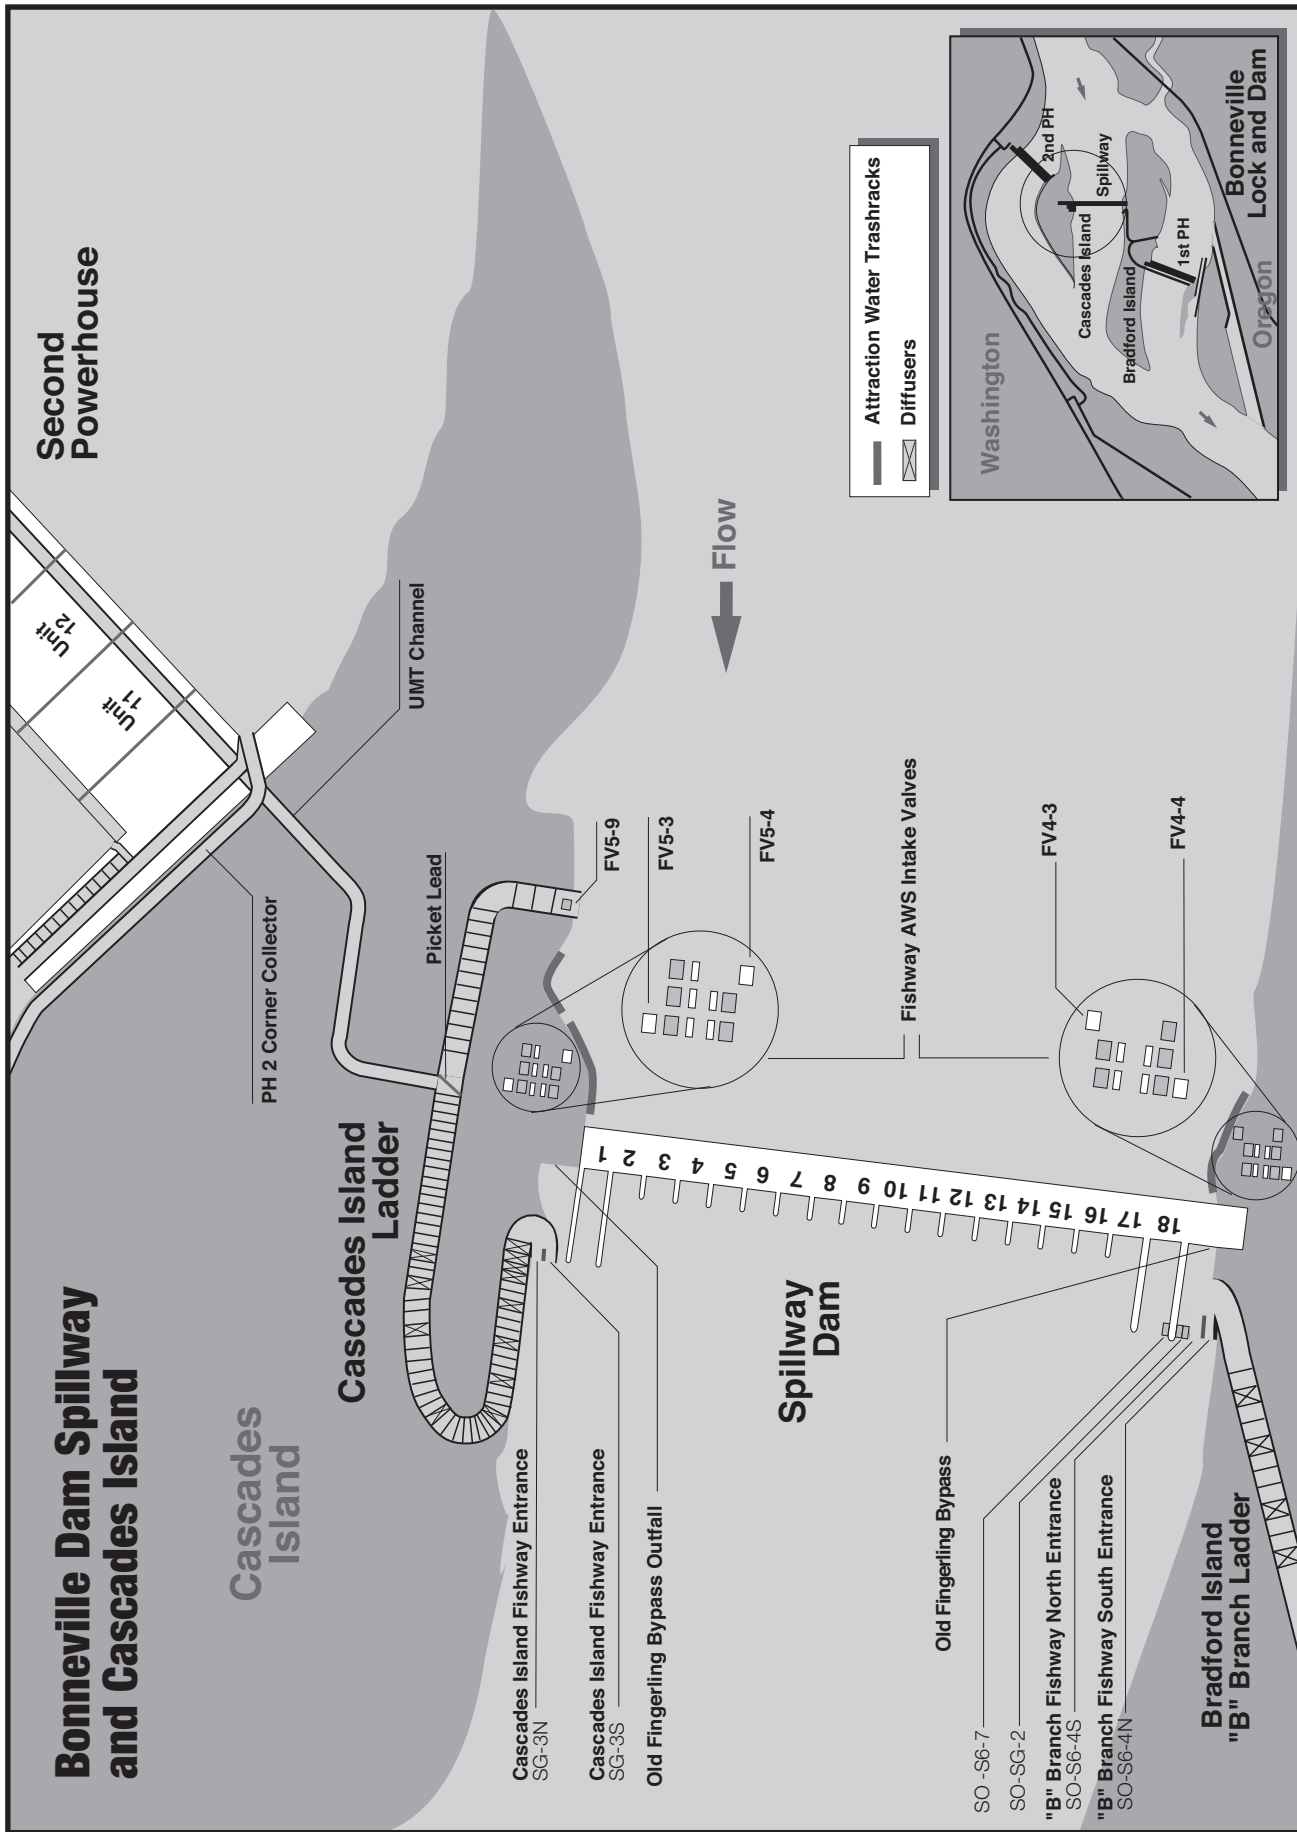 Bonneville Dam Spillway
and Cascades Island
Second
Powerhouse
Cascades
Island
Unit
12
Unit
11
UMT Channel
PH 2 Corner Collector
Picket Lead
Cascades Island
Ladder
FV5-9
FV5-3
FV5-4
Flow
Attraction Water Trashracks
Diffusers
Washington
Oregon
2nd PH
Spillway
Cascades Island
Bradford Island
1st PH
Bonneville
Lock and Dam
Fishway AWS Intake Valves
FV4-3
FV4-4
1
2
3
4
5
6
7
8
9
10
11
12
13
14
15
16
17
18
Spillway
Dam
Cascades Island Fishway Entrance
SG-3N
Cascades Island Fishway Entrance
SG-3S
Old Fingerling Bypass Outfall
Old Fingerling Bypass
SO -S6-7
SO-SG-2
"B" Branch Fishway North Entrance
SO-S6-4S
"B" Branch Fishway South Entrance
SO-S6-4N
Bradford Island
"B" Branch Ladder